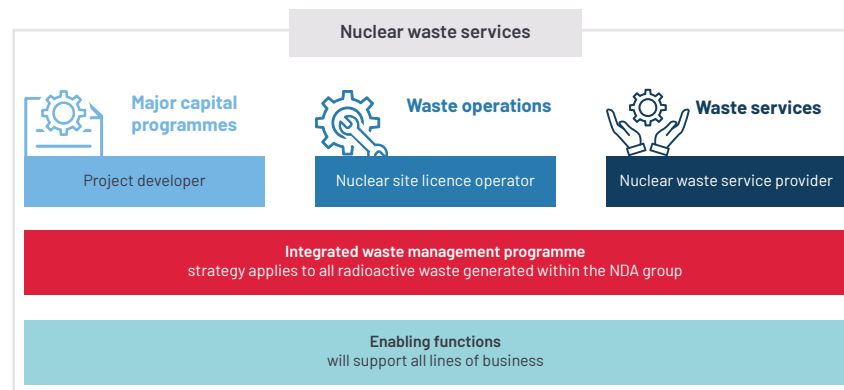 Nuclear waste services
Major capital
programmes
Waste operations
Waste services
Project developer
Nuclear site licence operator
Nuclear waste service provider
Integrated waste management programme
strategy applies to all radioactive waste generated within the NDA group
Enabling functions
will support all lines of business